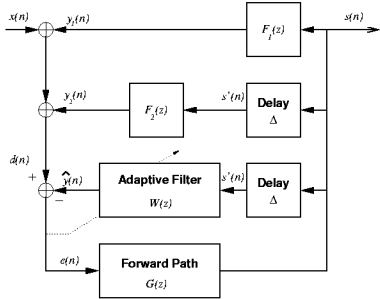 x(n) y₁(n) F₁(z) s(n)
y₂(n) F₂(z) s'(n) Delay
Δ
d(n)
+ ŷ(n) Adaptive Filter s'(n) Delay
− W(z) Δ
e(n) Forward Path
G(z)